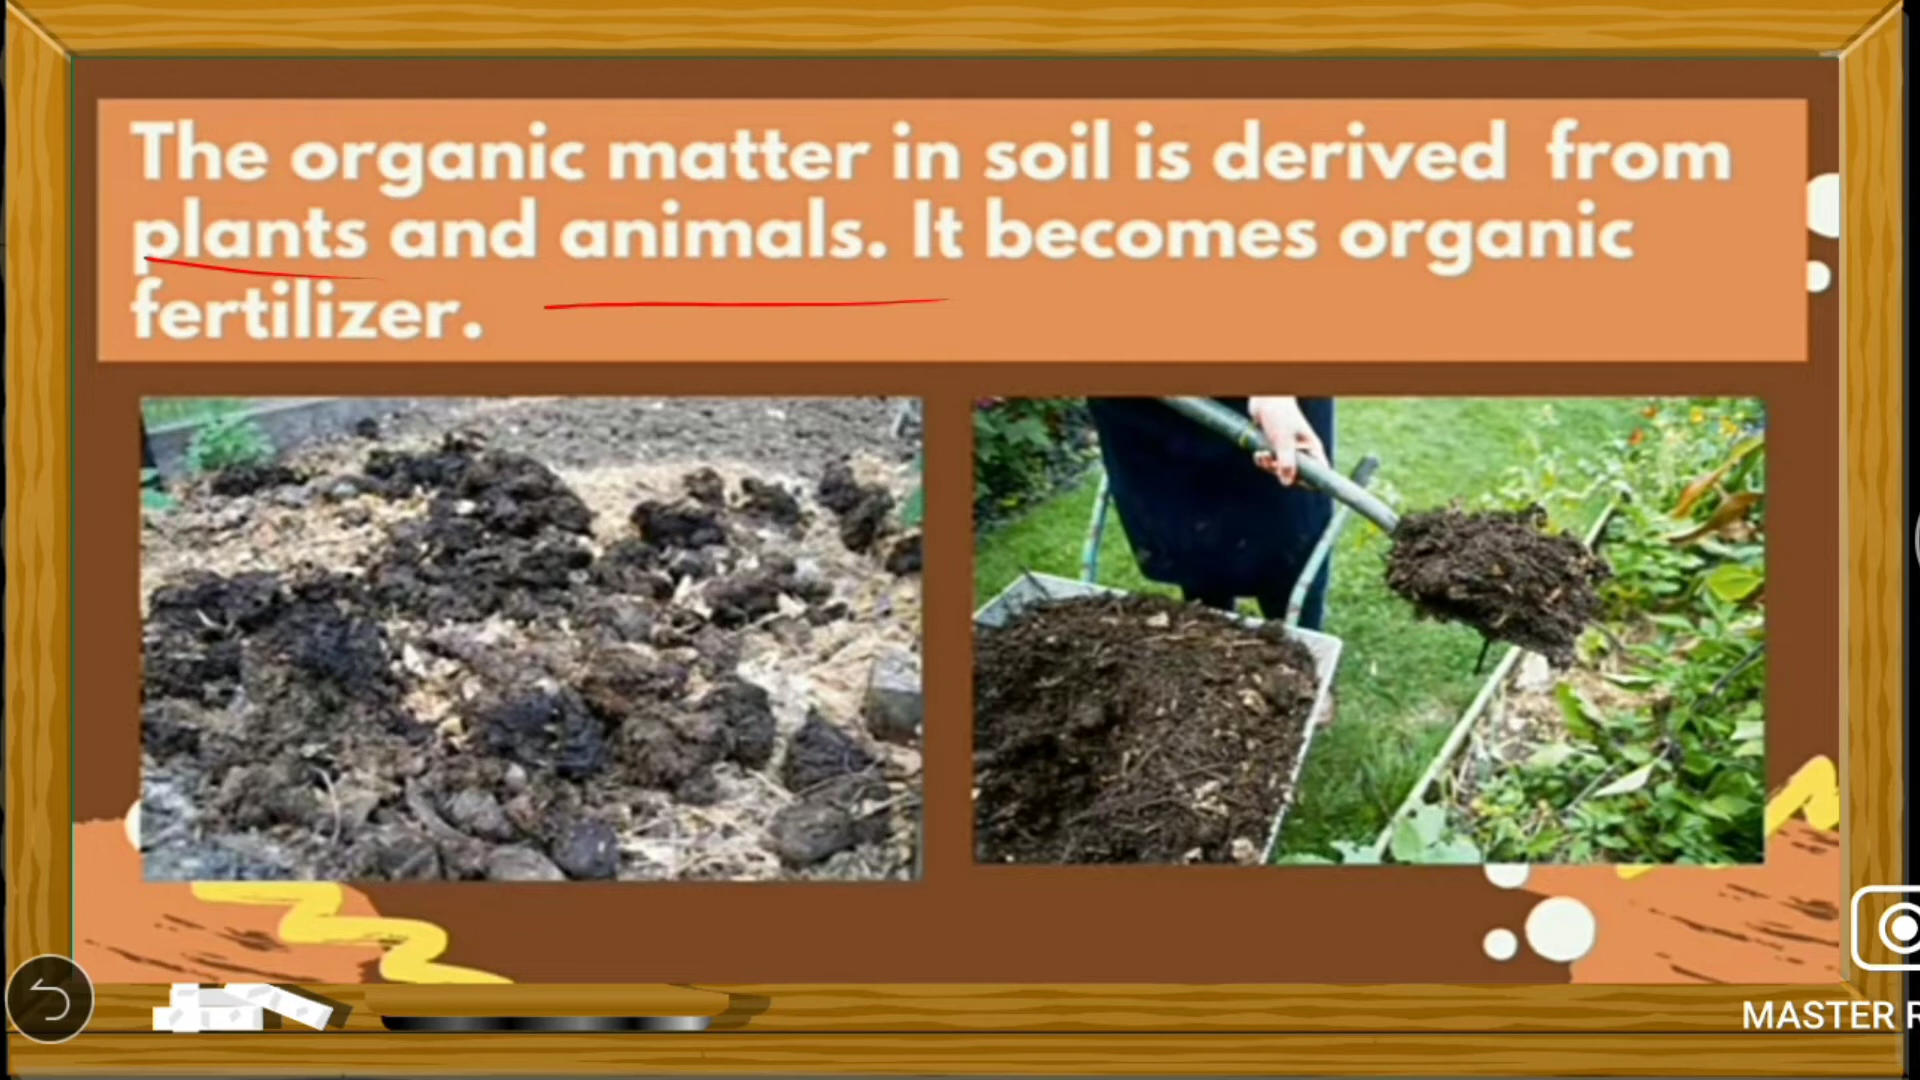 The organic matter in soil is derived from
plants and animals. It becomes organic
fertilizer.
MASTER